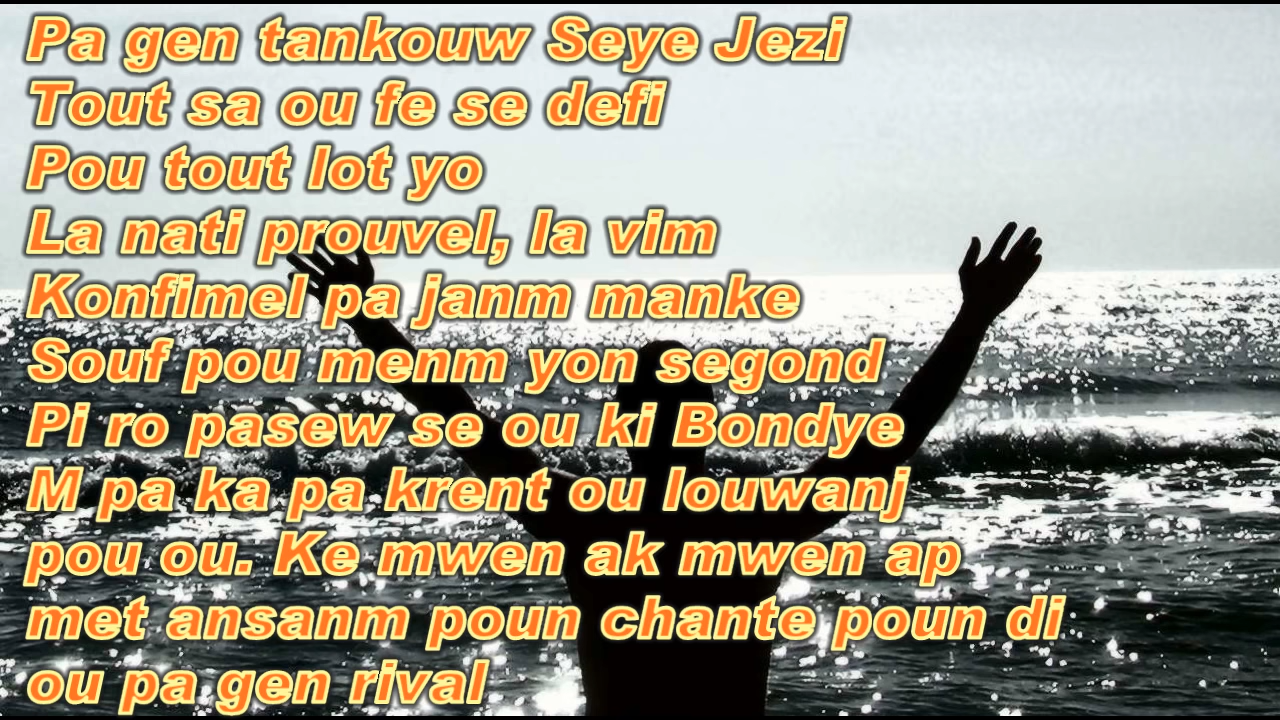 Pa gen tankouw Seye Jezi
Tout sa ou fe se defi
Pou tout lot yo
La nati prouvel, la vim
Konfimel pa janm manke
Souf pou menm yon segond
Pi ro pasew se ou ki Bondye
M pa ka pa krent ou louwanj
pou ou. Ke mwen ak mwen ap
met ansanm poun chante poun di
ou pa gen rival